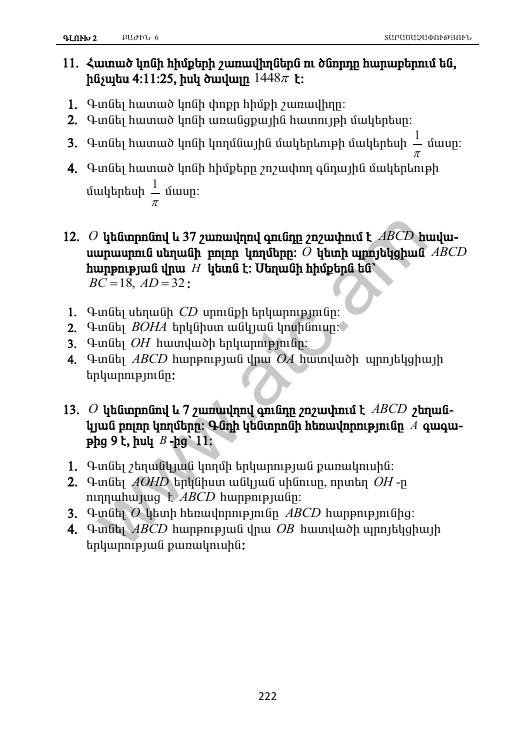 ԳԼՈՒԽ 2 ԲԱԺԻՆ 6 ՏԱՐԱԾԱՉԱՓՈՒԹՅՈՒՆ
11. Հատած կոնի հիմքերի շառավիղներն ու ծնորդը հարաբերում են,
ինչպես 4:11:25, իսկ ծավալը 1448π է:
1. Գտնել հատած կոնի փոքր հիմքի շառավիղը:
2. Գտնել հատած կոնի առանցքային հատույթի մակերեսը:
3. Գտնել հատած կոնի կողմնային մակերևույթի մակերեսի 1/π մասը:
4. Գտնել հատած կոնի հիմքերը շոշափող գնդային մակերևույթի
մակերեսի 1/π մասը:
12. O կենտրոնով և 37 շառավղով գունդը շոշափում է ABCD հավա-
սարասրուն սեղանի բոլոր կողմերը: O կետի պրոյեկցիան ABCD
հարթության վրա H կետն է: Սեղանի հիմքերն են՝
BC=18, AD=32:
1. Գտնել սեղանի CD սրունքի երկարությունը:
2. Գտնել BOHA երկնիստ անկյան կոսինուսը:
3. Գտնել OH հատվածի երկարությունը:
4. Գտնել ABCD հարթության վրա OA հատվածի պրոյեկցիայի
երկարությունը:
13. O կենտրոնով և 7 շառավղով գունդը շոշափում է ABCD շեղան-
կյան բոլոր կողմերը: Գնդի կենտրոնի հեռավորությունը A գագա-
թից 9 է, իսկ B-ից՝ 11:
1. Գտնել շեղանկյան կողմի երկարության քառակուսին:
2. Գտնել AOHD երկնիստ անկյան սինուսը, որտեղ OH-ը
ուղղահայաց է ABCD հարթությանը:
3. Գտնել O կետի հեռավորությունը ABCD հարթությունից:
4. Գտնել ABCD հարթության վրա OB հատվածի պրոյեկցիայի
երկարության քառակուսին:
www.atc.am
222